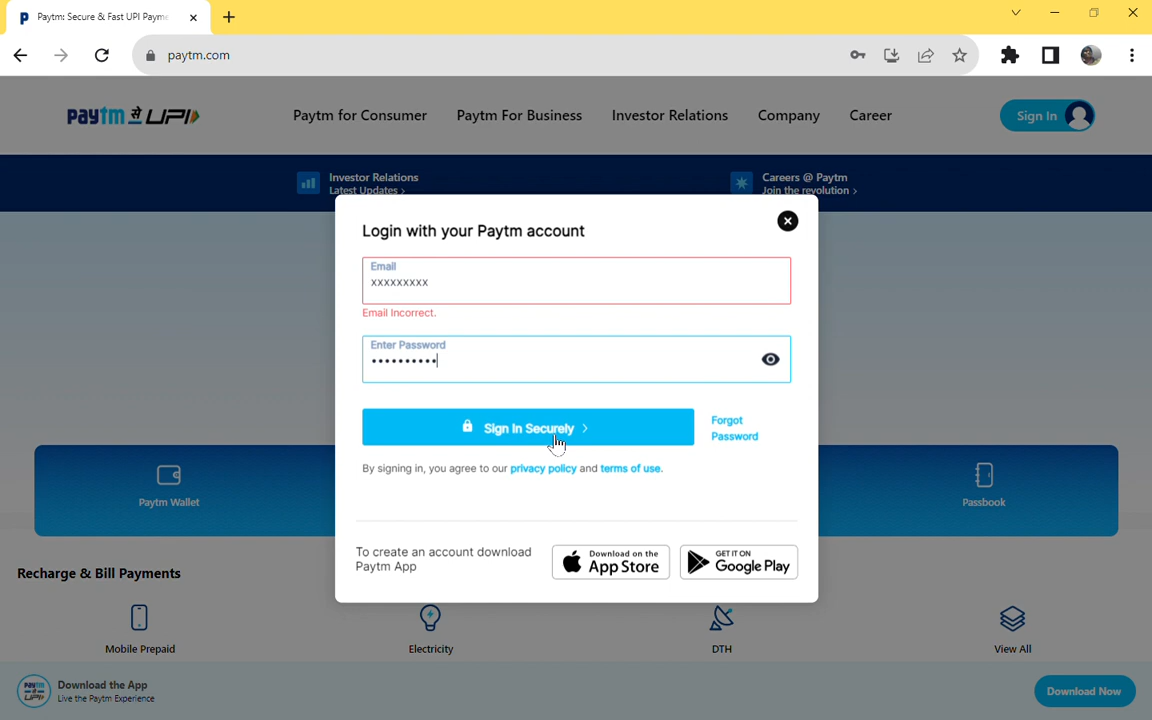 Paytm: Secure & Fast UPI Payme
paytm.com
paytm से UPI
Paytm for Consumer
Paytm For Business
Investor Relations
Company
Career
Sign In
Investor Relations
Latest Updates >
Careers @ Paytm
Join the revolution >
Login with your Paytm account
Email
xxxxxxxxx
Email Incorrect.
Enter Password
••••••••••
Sign In Securely >
Forgot
Password
By signing in, you agree to our privacy policy and terms of use.
To create an account download
Paytm App
Download on the
App Store
GET IT ON
Google Play
Paytm Wallet
Passbook
Recharge & Bill Payments
Mobile Prepaid
Electricity
DTH
View All
paytm से UPI
Download the App
Live the Paytm Experience
Download Now